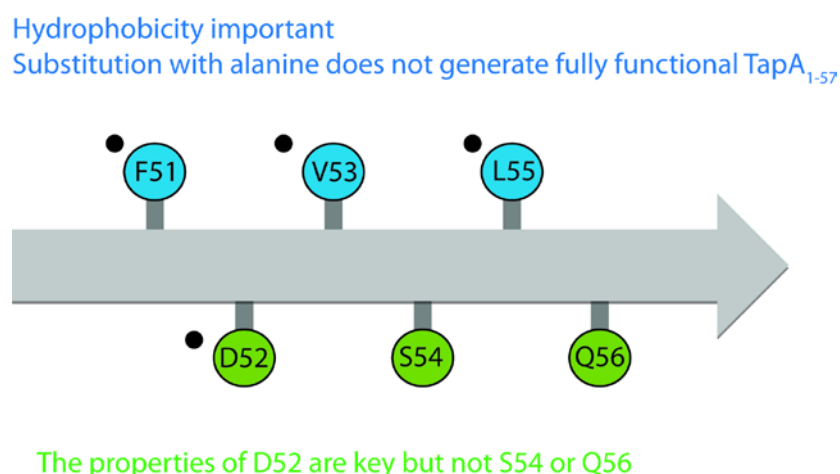 Hydrophobicity important
Substitution with alanine does not generate fully functional TapA1-57
F51 V53 L55
D52 S54 Q56
The properties of D52 are key but not S54 or Q56